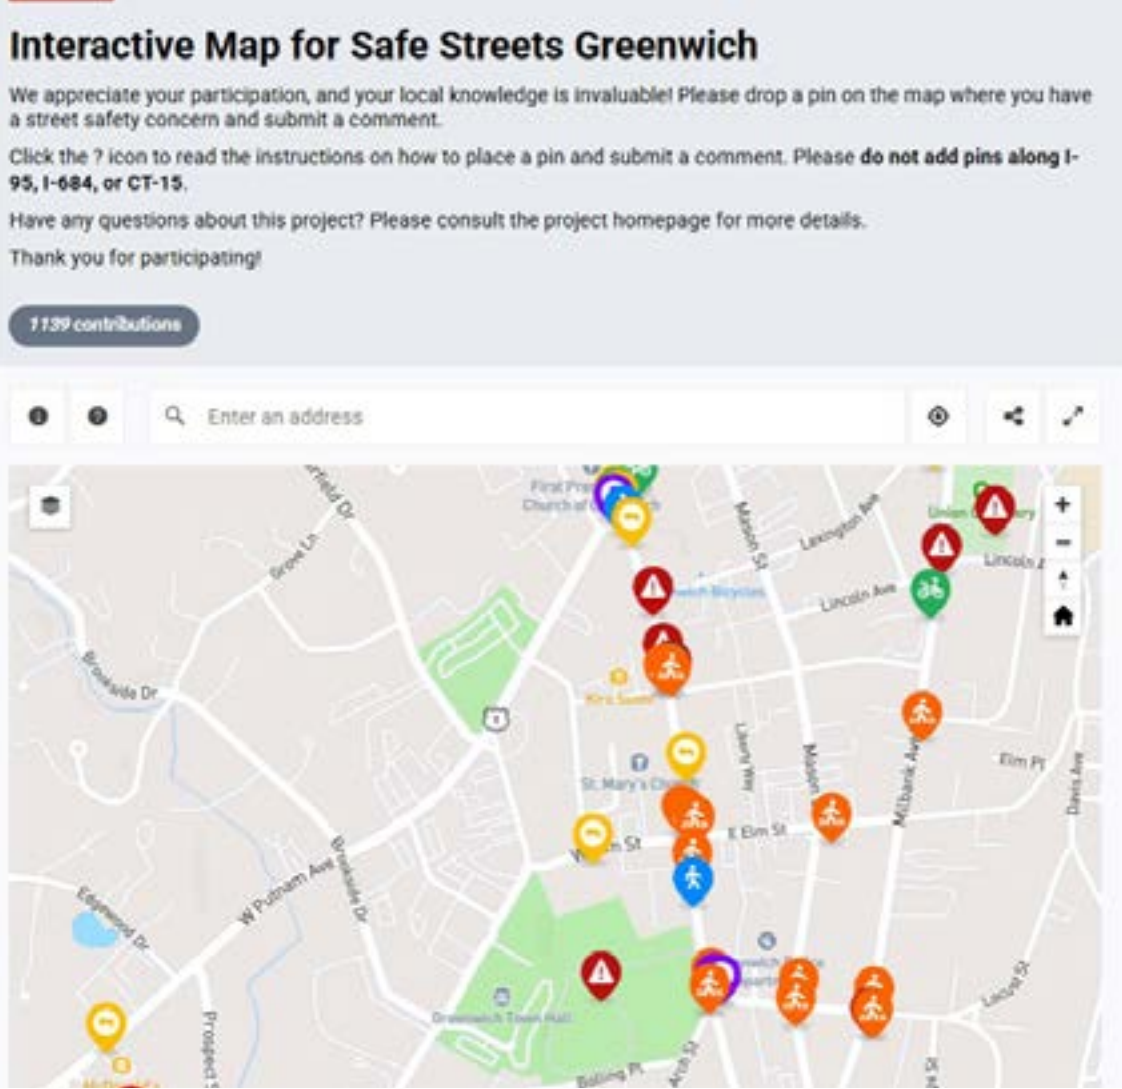 Interactive Map for Safe Streets Greenwich
We appreciate your participation, and your local knowledge is invaluable! Please drop a pin on the map where you have
a street safety concern and submit a comment.
Click the ? icon to read the instructions on how to place a pin and submit a comment. Please do not add pins along I-
95, I-684, or CT-15.
Have any questions about this project? Please consult the project homepage for more details.
Thank you for participating!
1139 contributions
Enter an address
Grove Ln
Mason St
Lexington Ave
Lincoln Ave
Brookside Dr
St. Mary's
Mason
Milbank Ave
Elm Pl
Davis Ave
E Elm St
W Putnam Ave
Brookside Dr
Edgewood Dr
Greenwich Town Hall
Locust St
Prospect
Arch St
Bolling Pl
McDonald's